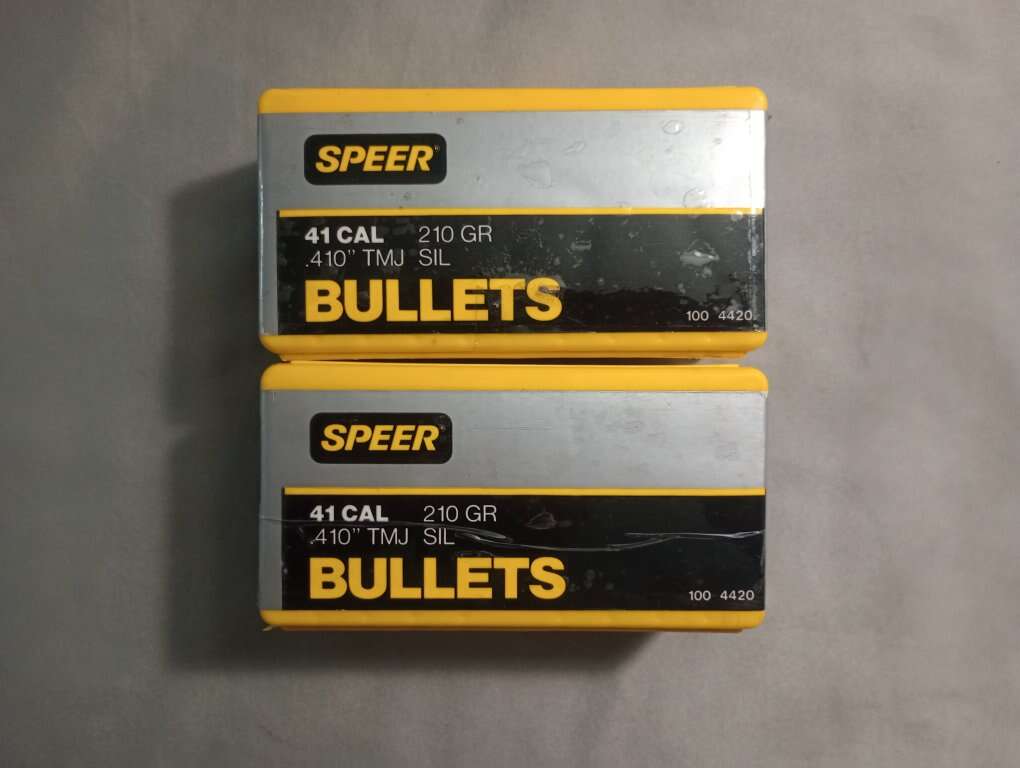 SPEER®
41 CAL 210 GR
.410" TMJ SIL
BULLETS
100 4420
SPEER
41 CAL 210 GR
.410" TMJ SIL
BULLETS
100 4420